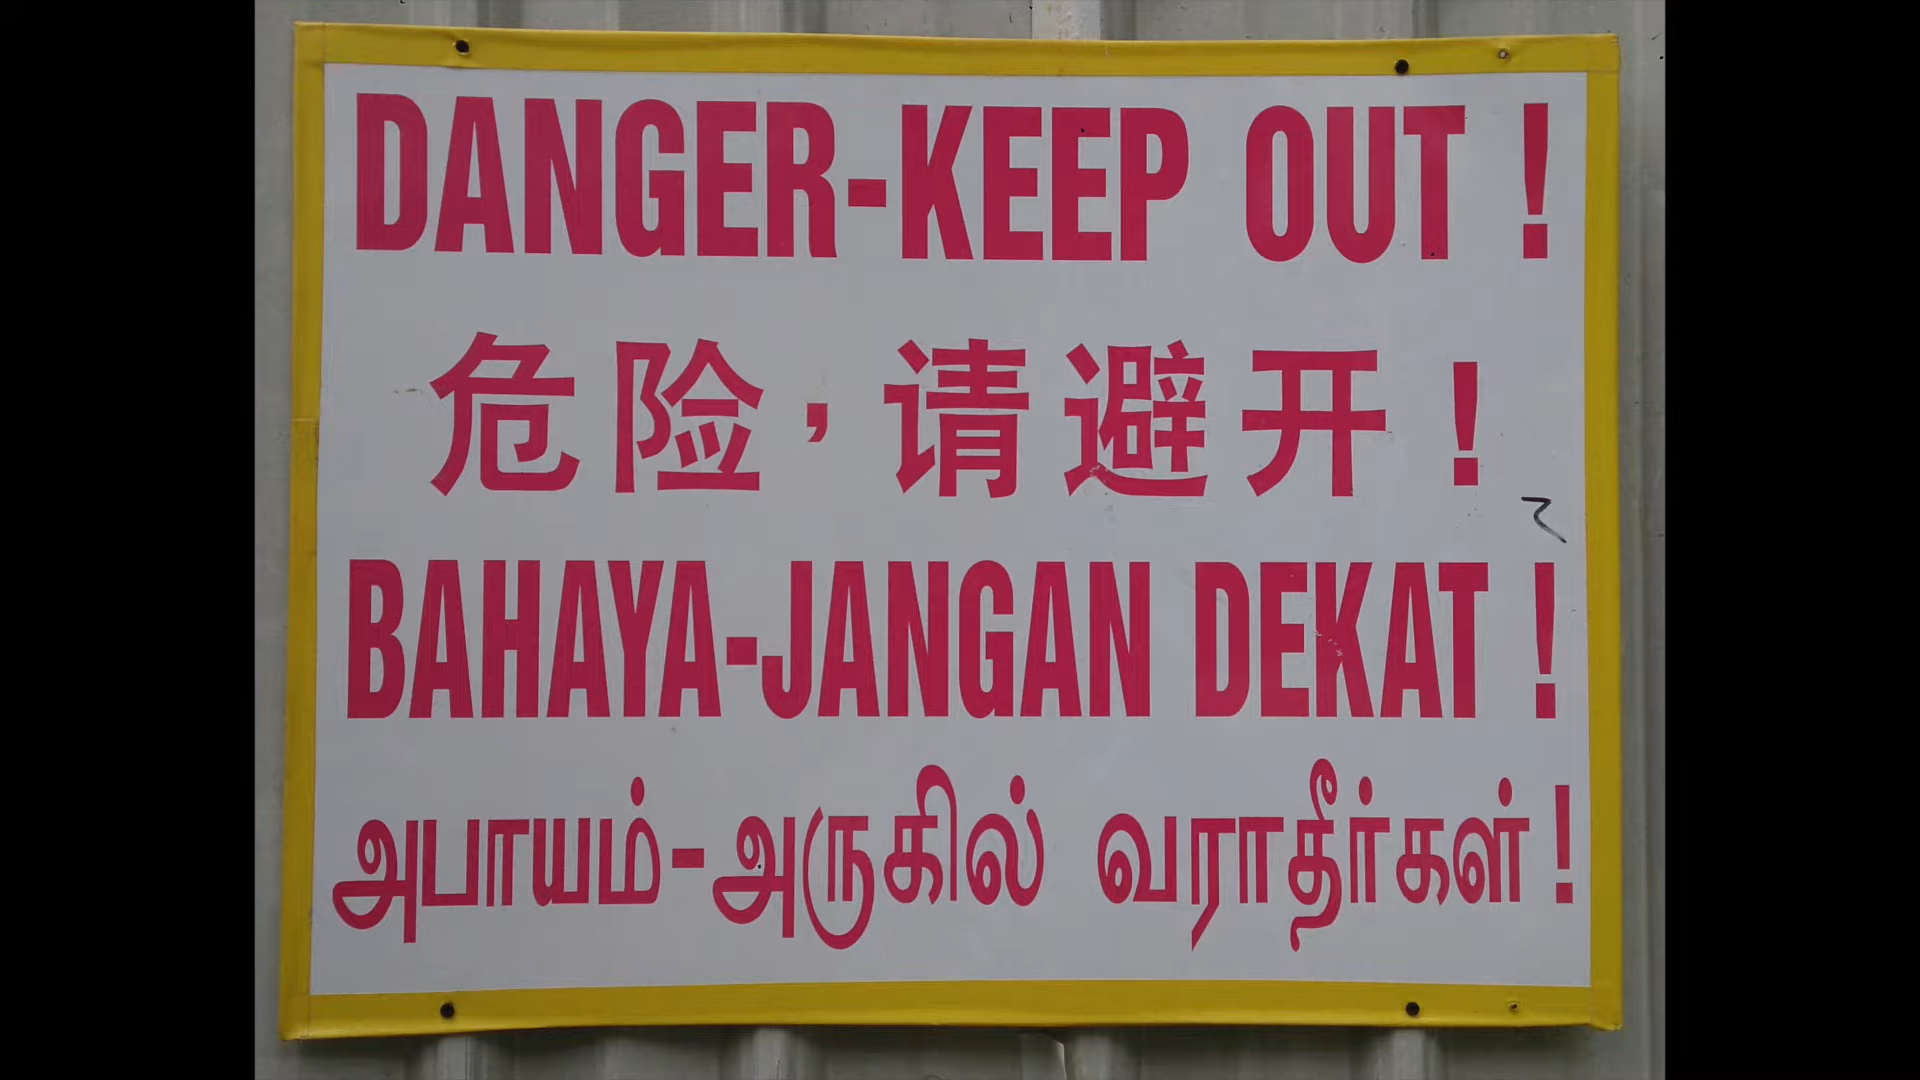 DANGER-KEEP OUT !
危险，请避开！
BAHAYA-JANGAN DEKAT !
அபாயம்-அருகில் வராதீர்கள்!